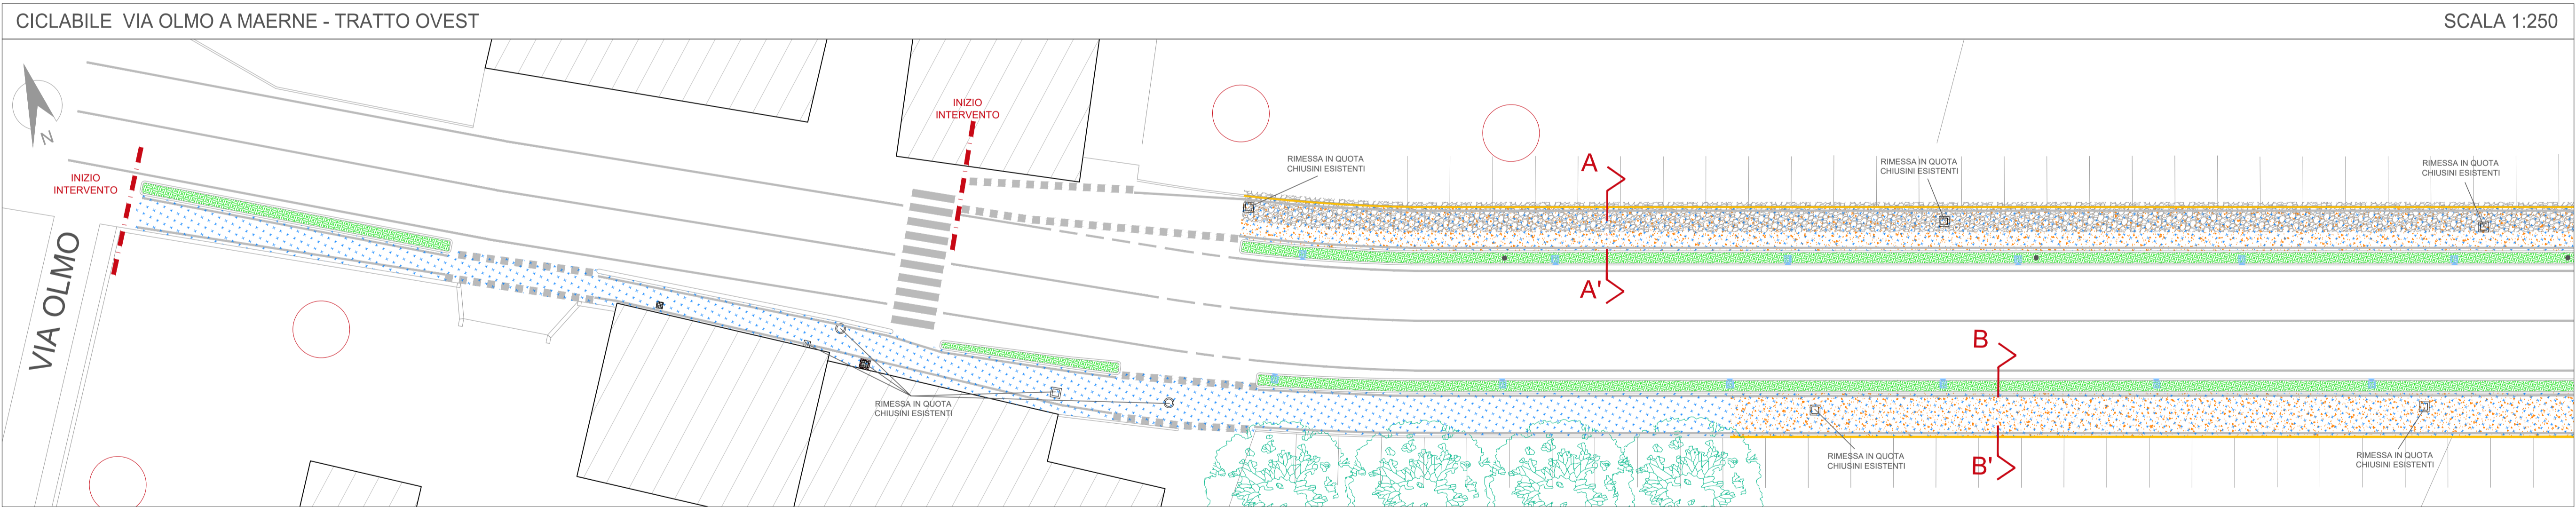 CICLABILE VIA OLMO A MAERNE - TRATTO OVEST
SCALA 1:250
N
INIZIO
INTERVENTO
INIZIO
INTERVENTO
VIA OLMO
RIMESSA IN QUOTA
CHIUSINI ESISTENTI
A
RIMESSA IN QUOTA
CHIUSINI ESISTENTI
RIMESSA IN QUOTA
CHIUSINI ESISTENTI
A'
B
RIMESSA IN QUOTA
CHIUSINI ESISTENTI
RIMESSA IN QUOTA
CHIUSINI ESISTENTI
B'
RIMESSA IN QUOTA
CHIUSINI ESISTENTI